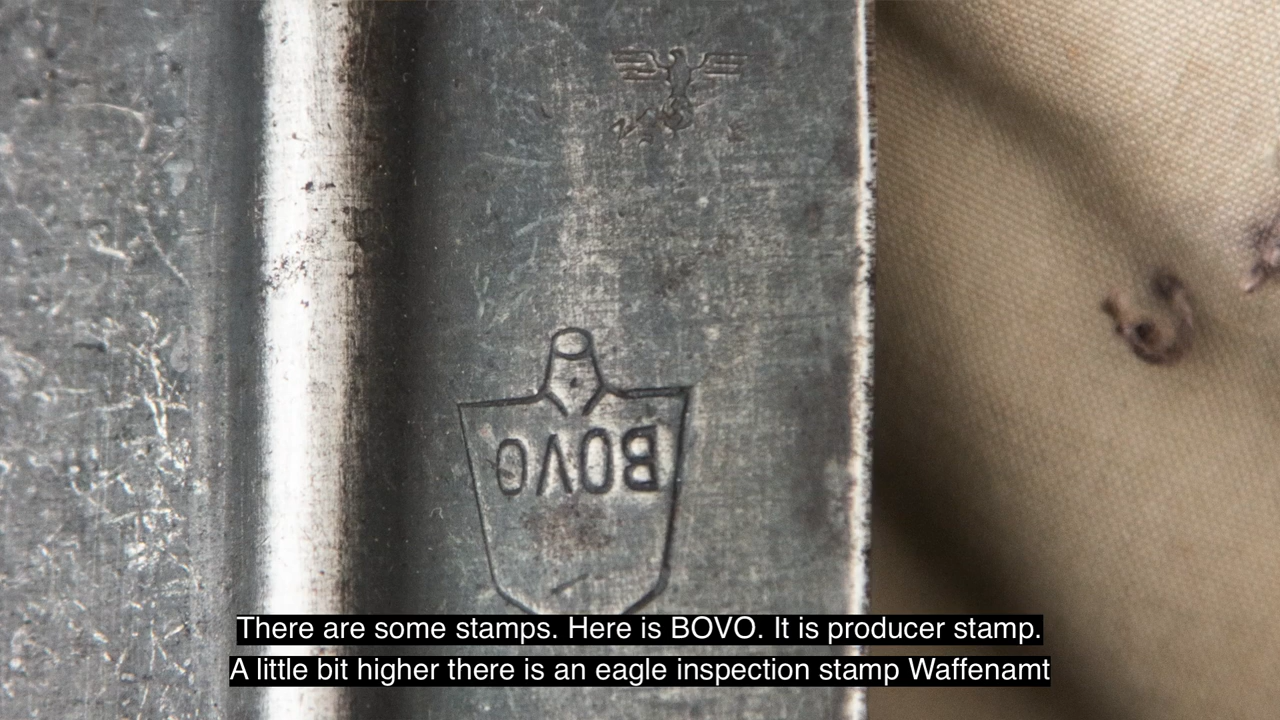 BOVO
There are some stamps. Here is BOVO. It is producer stamp.
A little bit higher there is an eagle inspection stamp Waffenamt